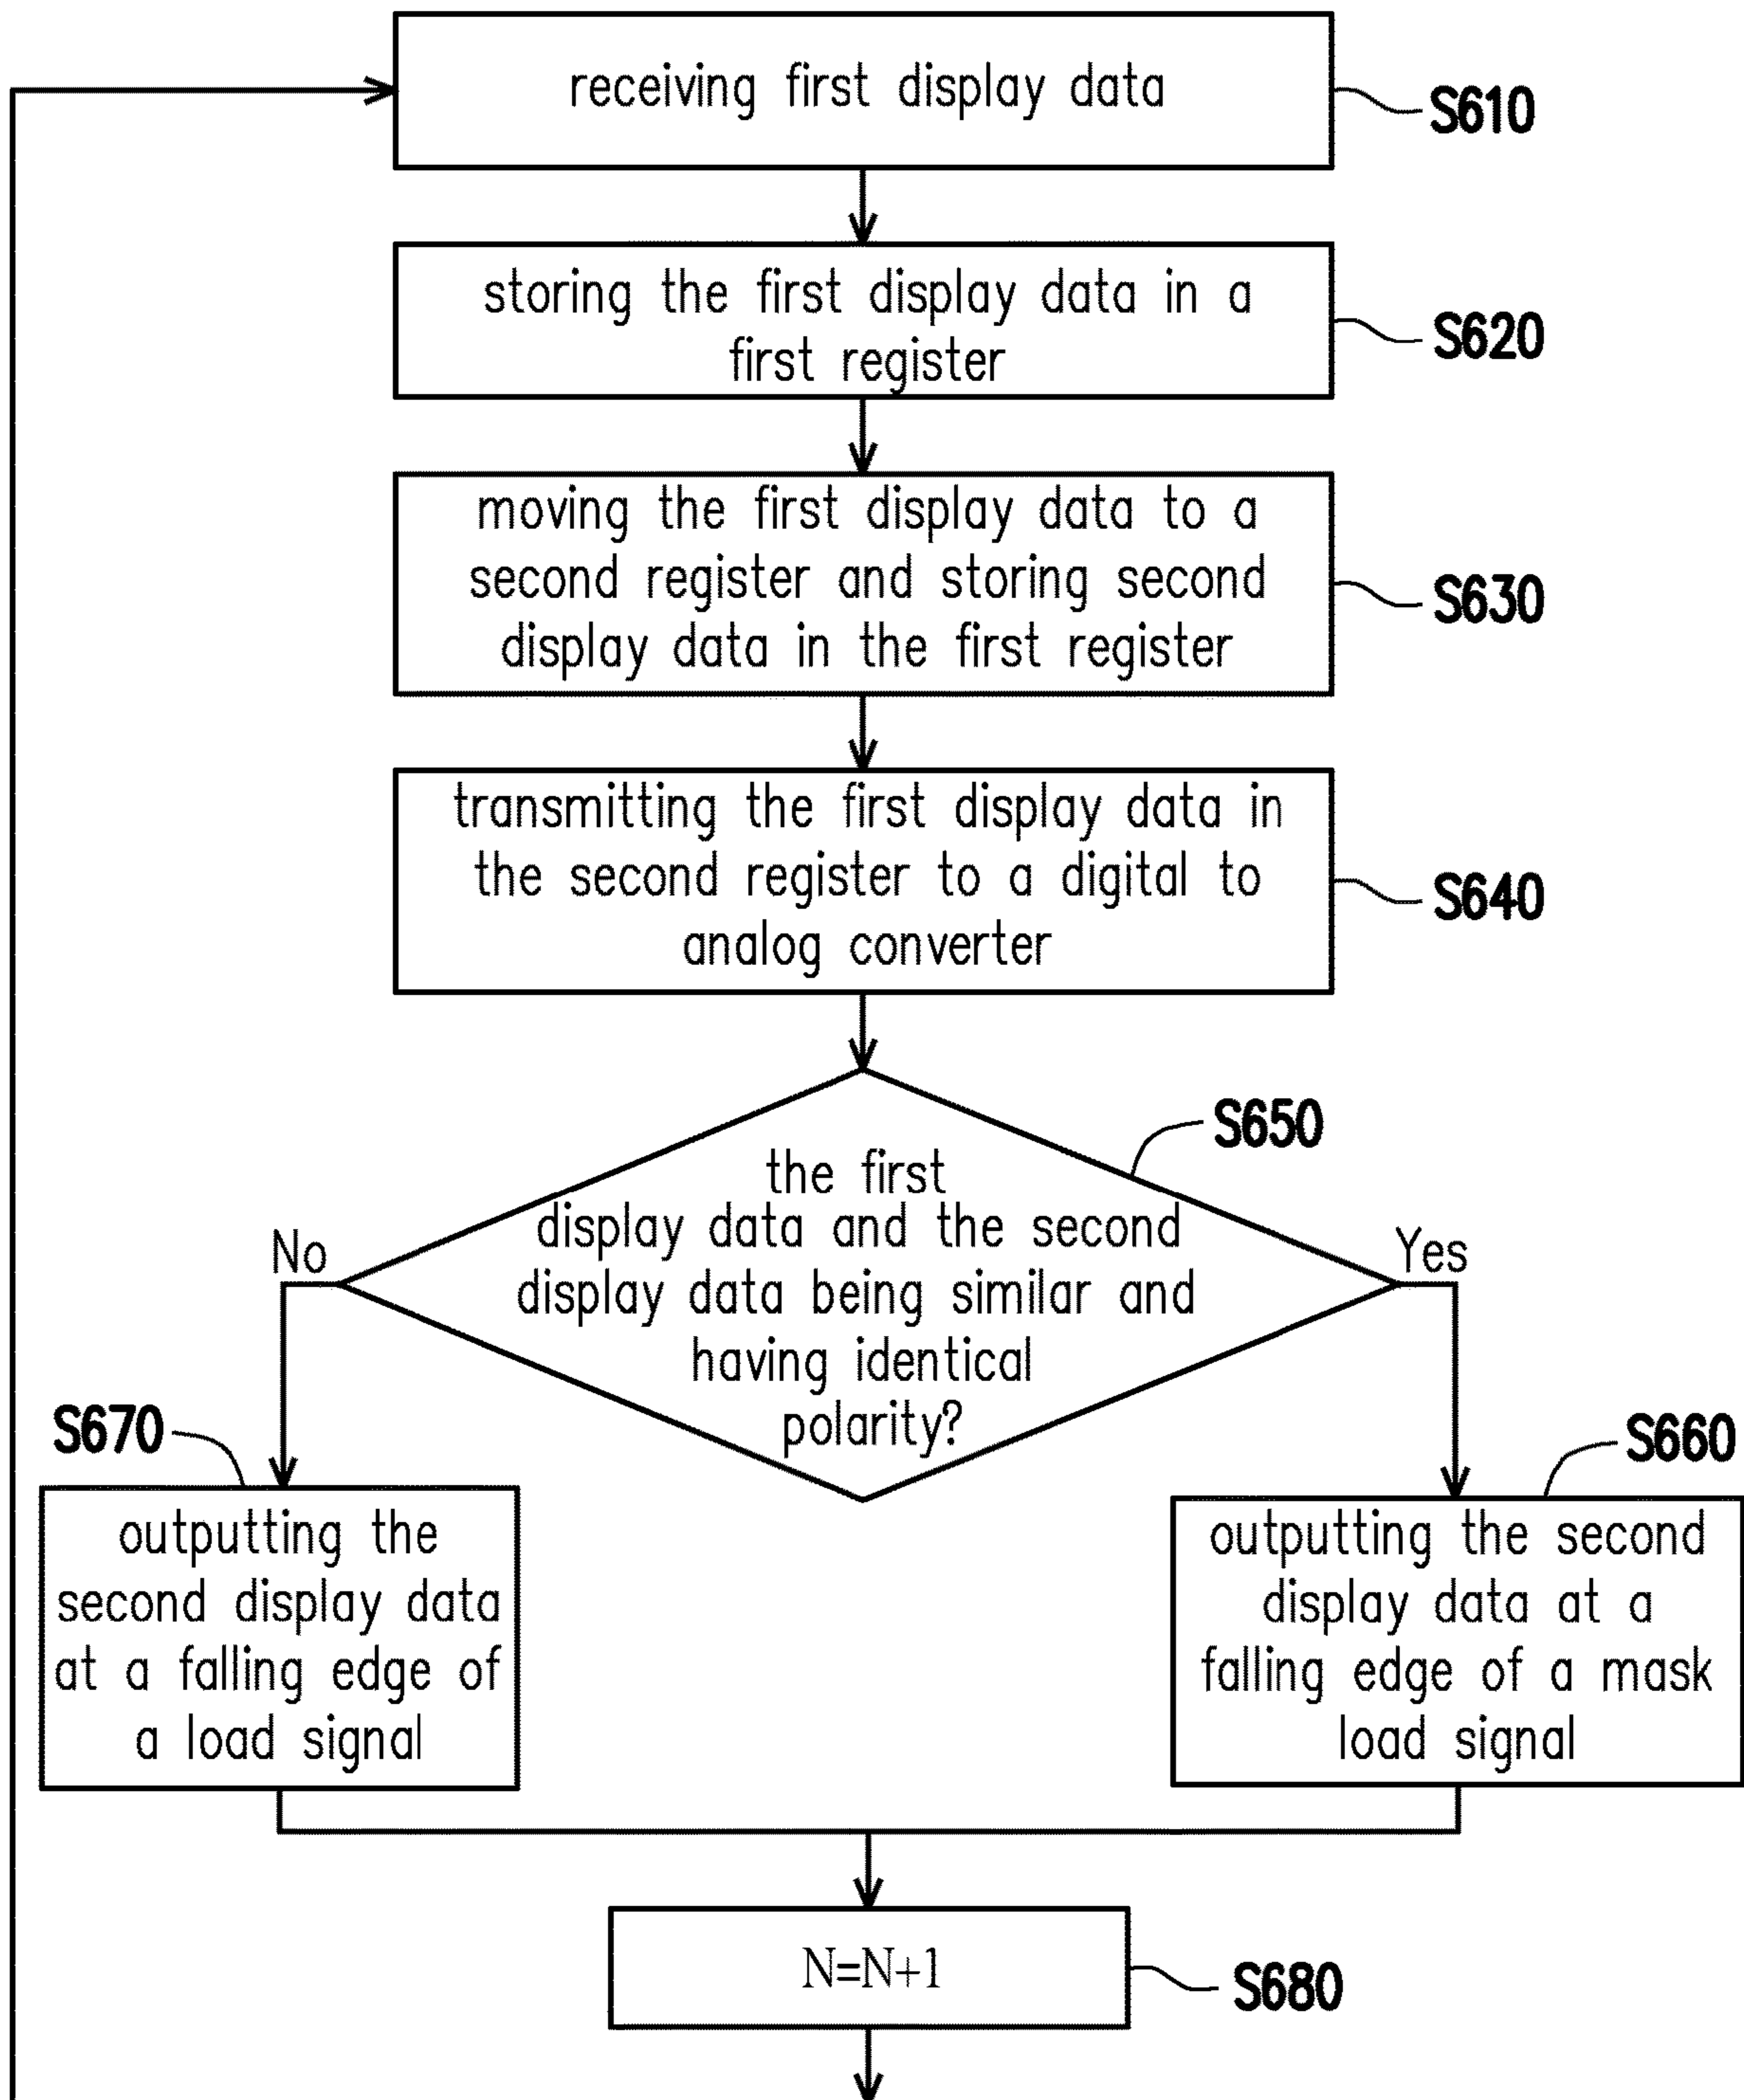 receiving first display data
S610
storing the first display data in a
first register
S620
moving the first display data to a
second register and storing second
display data in the first register
S630
transmitting the first display data in
the second register to a digital to
analog converter
S640
S650
the first
display data and the second
display data being similar and
having identical
polarity?
No
Yes
S670
outputting the
second display data
at a falling edge of
a load signal
S660
outputting the second
display data at a
falling edge of a mask
load signal
N=N+1
S680